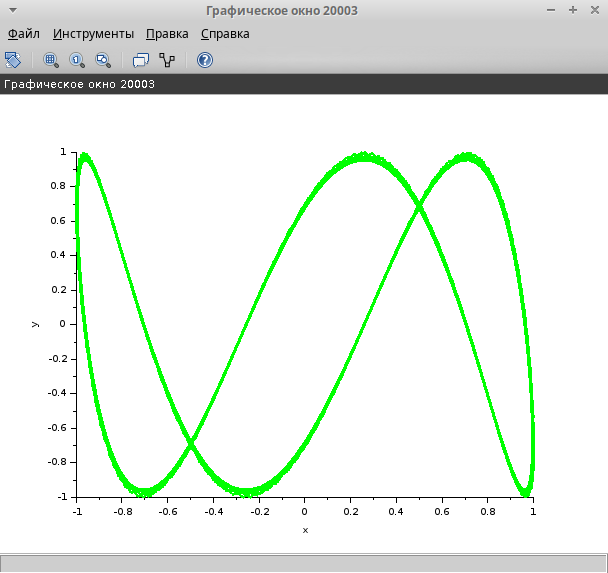 Графическое окно 20003
Файл Инструменты Правка Справка
Графическое окно 20003
1
0.8
0.6
0.4
0.2
0
-0.2
-0.4
-0.6
-0.8
-1
y
-1 -0.8 -0.6 -0.4 -0.2 0 0.2 0.4 0.6 0.8 1
x